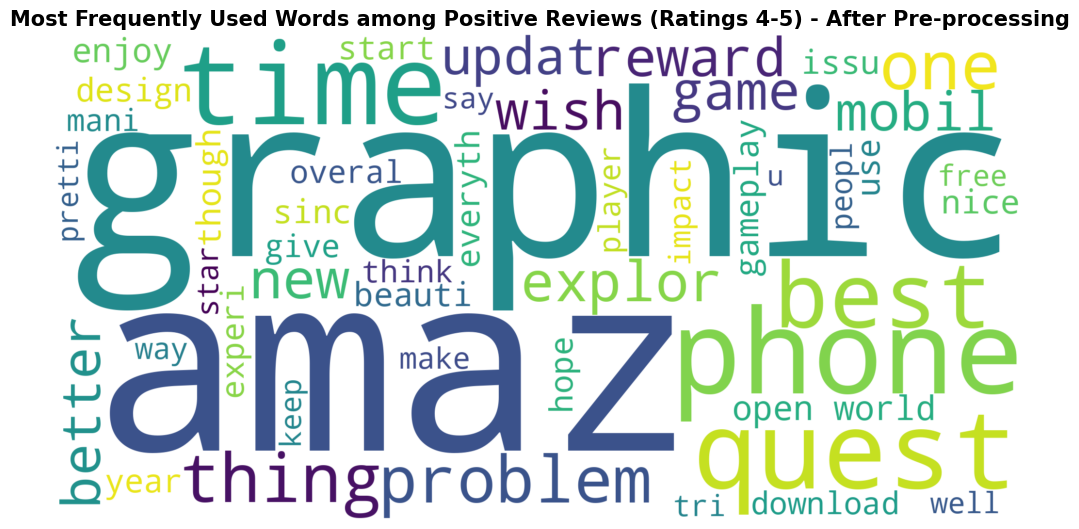 Most Frequently Used Words among Positive Reviews (Ratings 4-5) - After Pre-processing
enjoy
start
time
updat
reward
issu
one
design
say
wish
game
mobil
mani
graphic
pretti
though
overal
everyth
player
impact
gameplay
u
peopl
use
free
nice
sinc
give
star
new
think
beauti
explor
best
experi
amaz
better
way
make
hope
phone
keep
open world
quest
year
thing
problem
tri
download
well